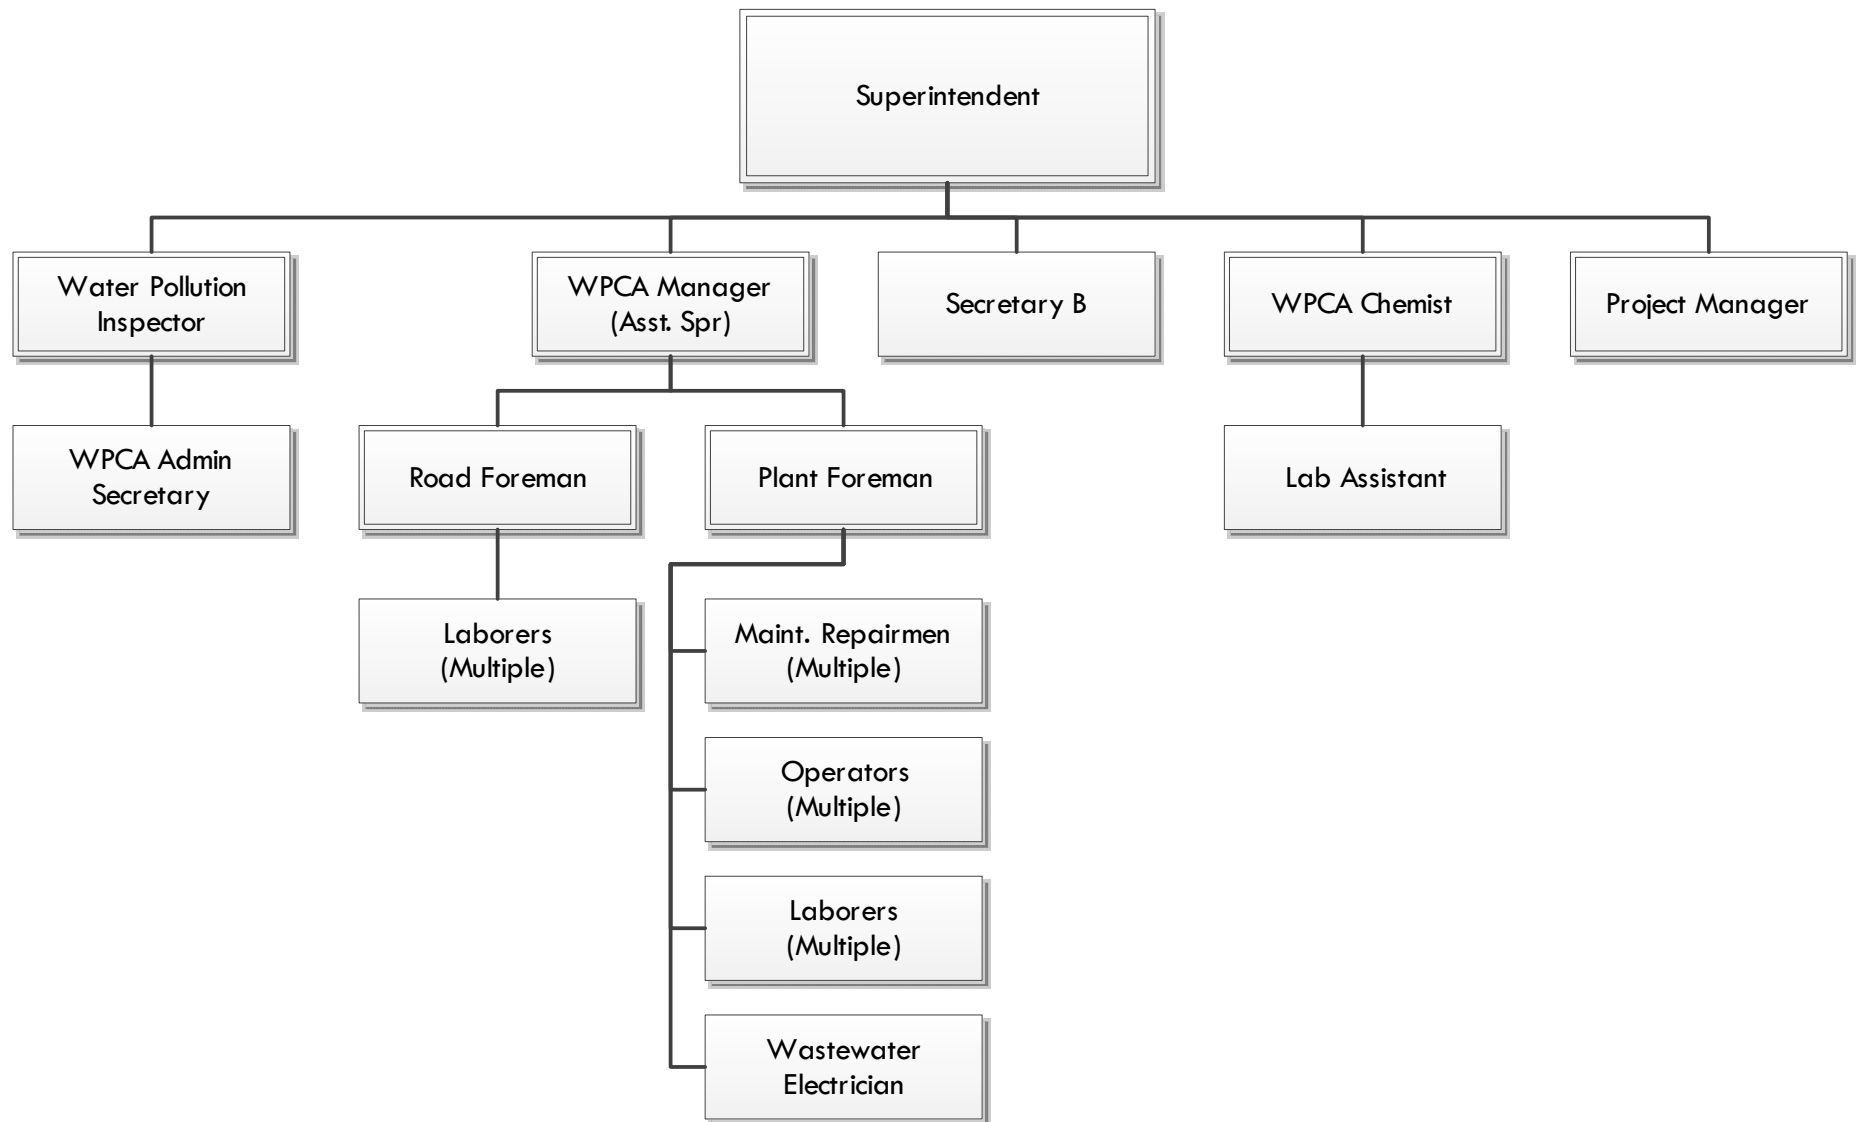 Superintendent
Water Pollution
Inspector
WPCA Manager
(Asst. Spr)
Secretary B
WPCA Chemist
Project Manager
WPCA Admin
Secretary
Road Foreman
Plant Foreman
Lab Assistant
Laborers
(Multiple)
Maint. Repairmen
(Multiple)
Operators
(Multiple)
Laborers
(Multiple)
Wastewater
Electrician